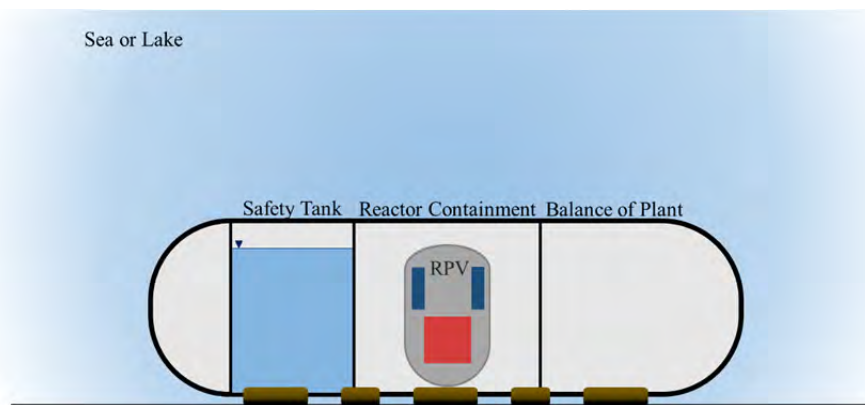 Sea or Lake
Safety Tank Reactor Containment Balance of Plant
RPV